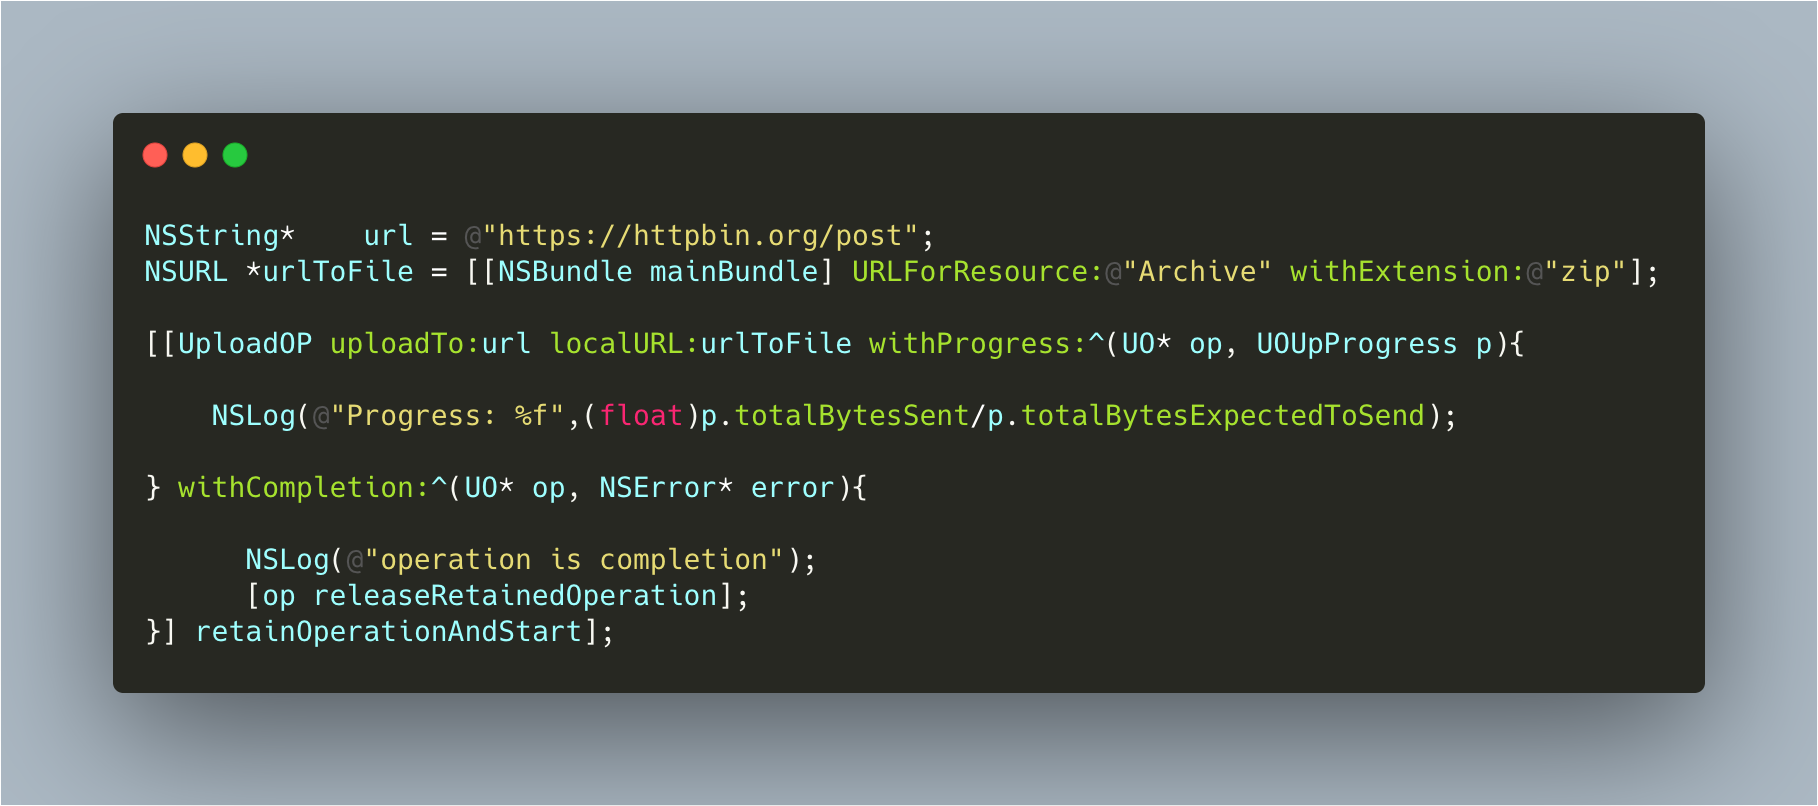 NSString*    url = @"https://httpbin.org/post";
NSURL *urlToFile = [[NSBundle mainBundle] URLForResource:@"Archive" withExtension:@"zip"];
[[UploadOP uploadTo:url localURL:urlToFile withProgress:^(UO* op, UOUpProgress p){
    NSLog(@"Progress: %f",(float)p.totalBytesSent/p.totalBytesExpectedToSend);
} withCompletion:^(UO* op, NSError* error){
      NSLog(@"operation is completion");
      [op releaseRetainedOperation];
}] retainOperationAndStart];